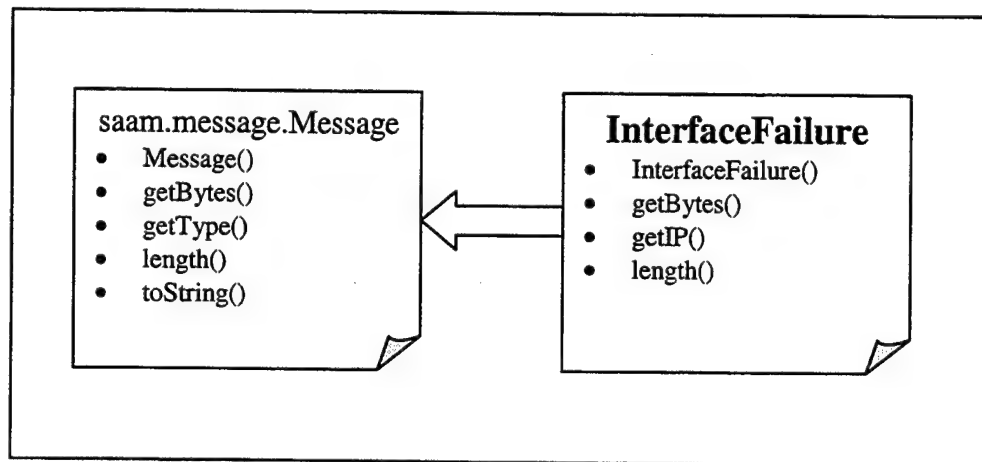 saam.message.Message
• Message()
• getBytes()
• getType()
• length()
• toString()
InterfaceFailure
• InterfaceFailure()
• getBytes()
• getIP()
• length()